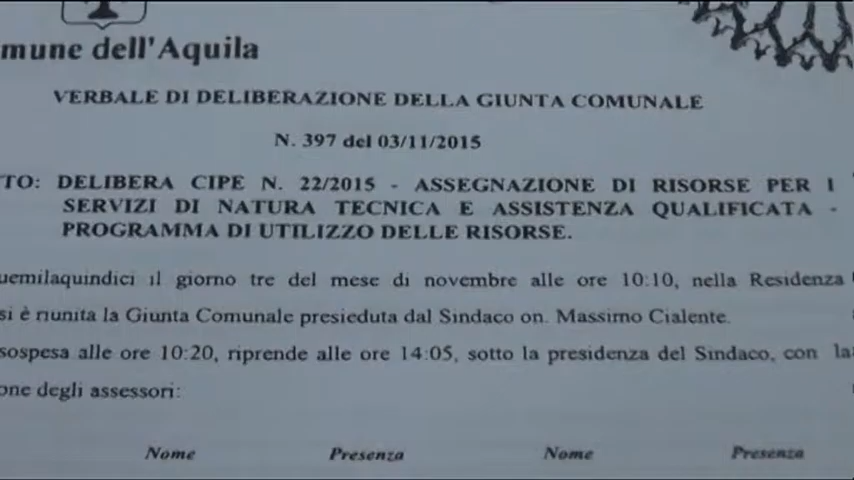 mune dell'Aquila
VERBALE DI DELIBERAZIONE DELLA GIUNTA COMUNALE
N. 397 del 03/11/2015
TO: DELIBERA CIPE N. 22/2015 - ASSEGNAZIONE DI RISORSE PER I
SERVIZI DI NATURA TECNICA E ASSISTENZA QUALIFICATA -
PROGRAMMA DI UTILIZZO DELLE RISORSE.
uemilaquindici il giorno tre del mese di novembre alle ore 10:10, nella Residenza
si è riunita la Giunta Comunale presieduta dal Sindaco on. Massimo Cialente.
sospesa alle ore 10:20, riprende alle ore 14:05, sotto la presidenza del Sindaco, con la
one degli assessori:
Nome Presenza Nome Presenza